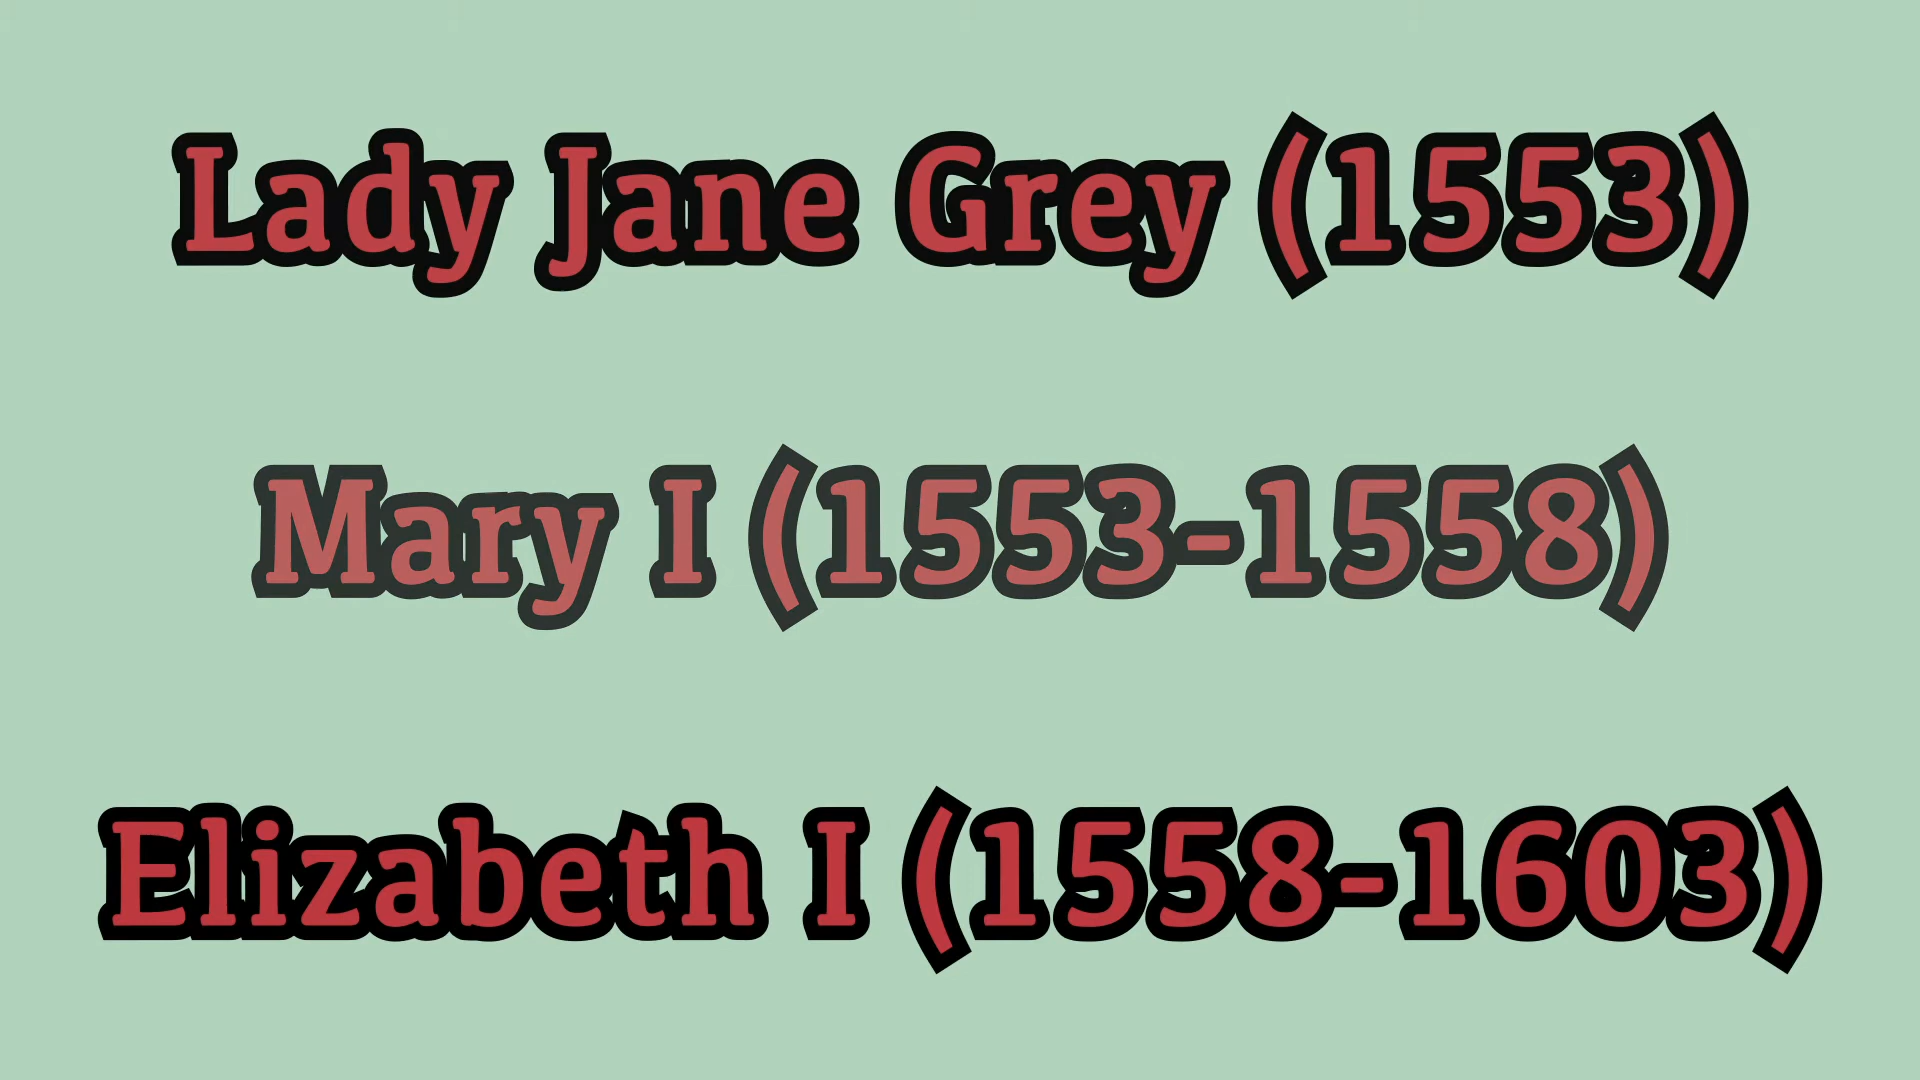 Lady Jane Grey (1553)
Mary I (1553-1558)
Elizabeth I (1558-1603)